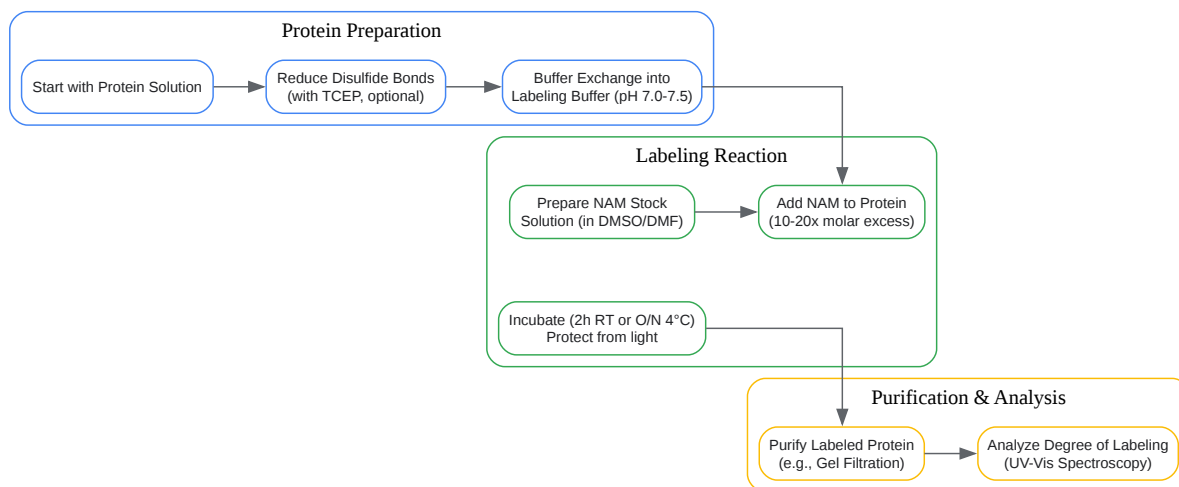 Protein Preparation
Start with Protein Solution
Reduce Disulfide Bonds
(with TCEP, optional)
Buffer Exchange into
Labeling Buffer (pH 7.0-7.5)
Labeling Reaction
Prepare NAM Stock
Solution (in DMSO/DMF)
Add NAM to Protein
(10-20x molar excess)
Incubate (2h RT or O/N 4°C)
Protect from light
Purification & Analysis
Purify Labeled Protein
(e.g., Gel Filtration)
Analyze Degree of Labeling
(UV-Vis Spectroscopy)